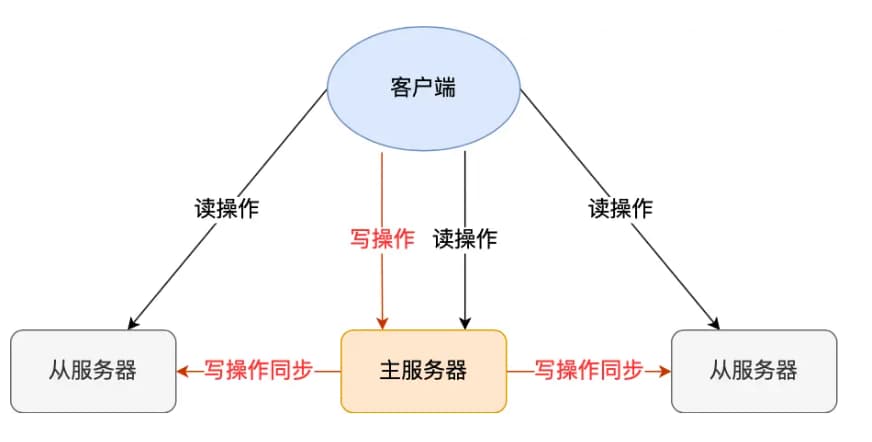 客户端
读操作
读操作
写操作
读操作
从服务器
写操作同步
主服务器
写操作同步
从服务器